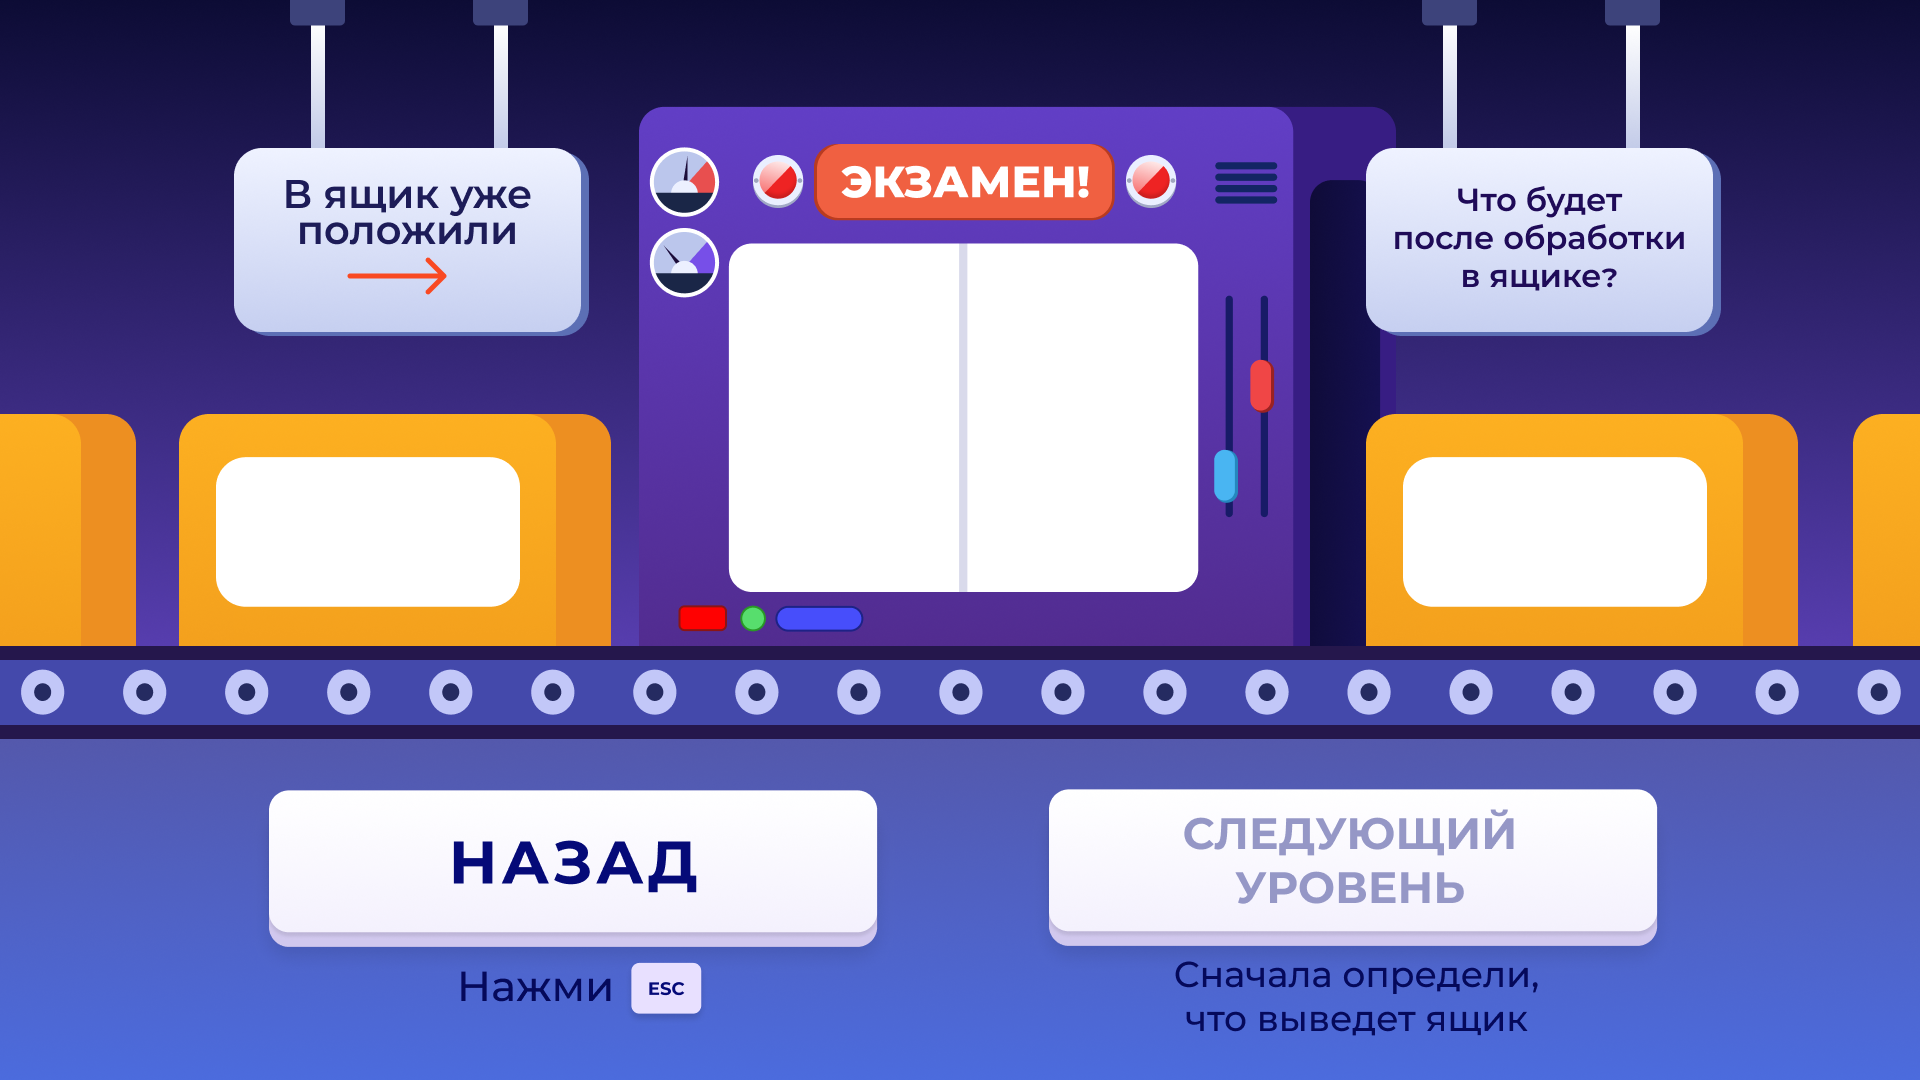 В ящик уже
положили
ЭКЗАМЕН!
Что будет
после обработки
в ящике?
НАЗАД
Нажми ESC
СЛЕДУЮЩИЙ
УРОВЕНЬ
Сначала определи,
что выведет ящик